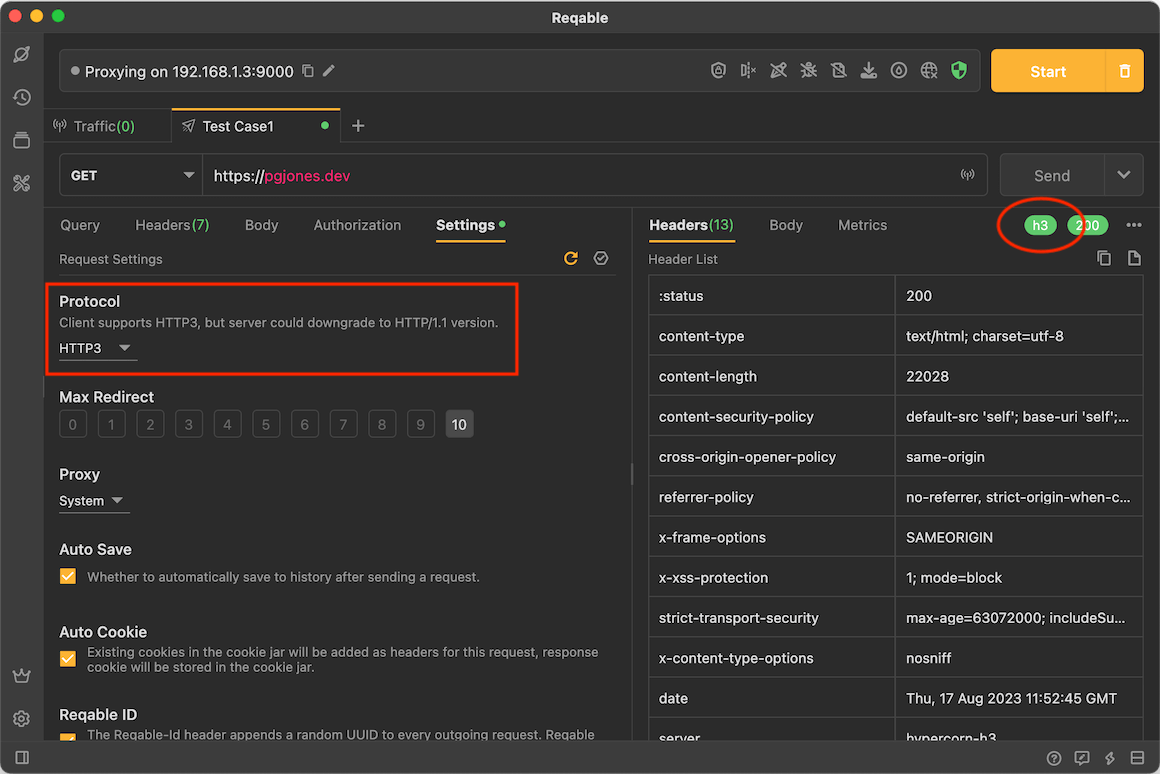 Reqable
Proxying on 192.168.1.3:9000
Start
Traffic(0)
Test Case1
GET
https://pgjones.dev
Send
Query
Headers(7)
Body
Authorization
Settings
Request Settings
Protocol
Client supports HTTP3, but server could downgrade to HTTP/1.1 version.
HTTP3
Max Redirect
0 1 2 3 4 5 6 7 8 9 10
Proxy
System
Auto Save
Whether to automatically save to history after sending a request.
Auto Cookie
Existing cookies in the cookie jar will be added as headers for this request, response
cookie will be stored in the cookie jar.
Reqable ID
The Reqable-Id header appends a random UUID to every outgoing request. Reqable
Headers(13)
Body
Metrics
h3
200
Header List
:status 200
content-type text/html; charset=utf-8
content-length 22028
content-security-policy default-src 'self'; base-uri 'self';...
cross-origin-opener-policy same-origin
referrer-policy no-referrer, strict-origin-when-c...
x-frame-options SAMEORIGIN
x-xss-protection 1; mode=block
strict-transport-security max-age=63072000; includeSu...
x-content-type-options nosniff
date Thu, 17 Aug 2023 11:52:45 GMT
server hypercorn-h3